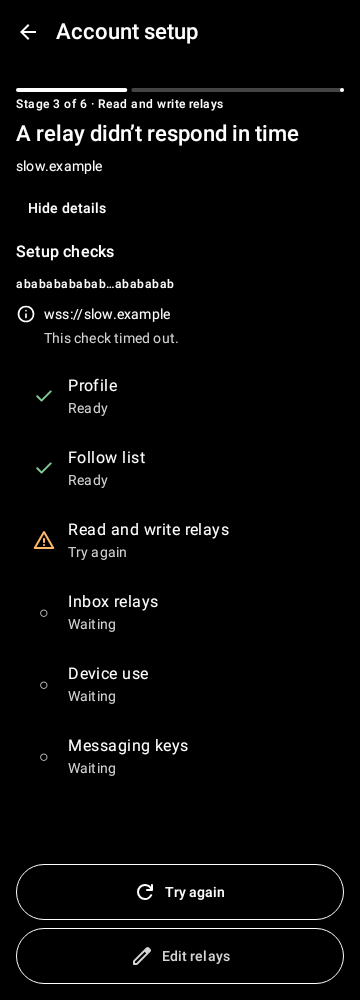 Account setup
Stage 3 of 6 · Read and write relays
A relay didn’t respond in time
slow.example
Hide details
Setup checks
abababababab…abababab
wss://slow.example
This check timed out.
Profile
Ready
Follow list
Ready
Read and write relays
Try again
Inbox relays
Waiting
Device use
Waiting
Messaging keys
Waiting
Try again
Edit relays